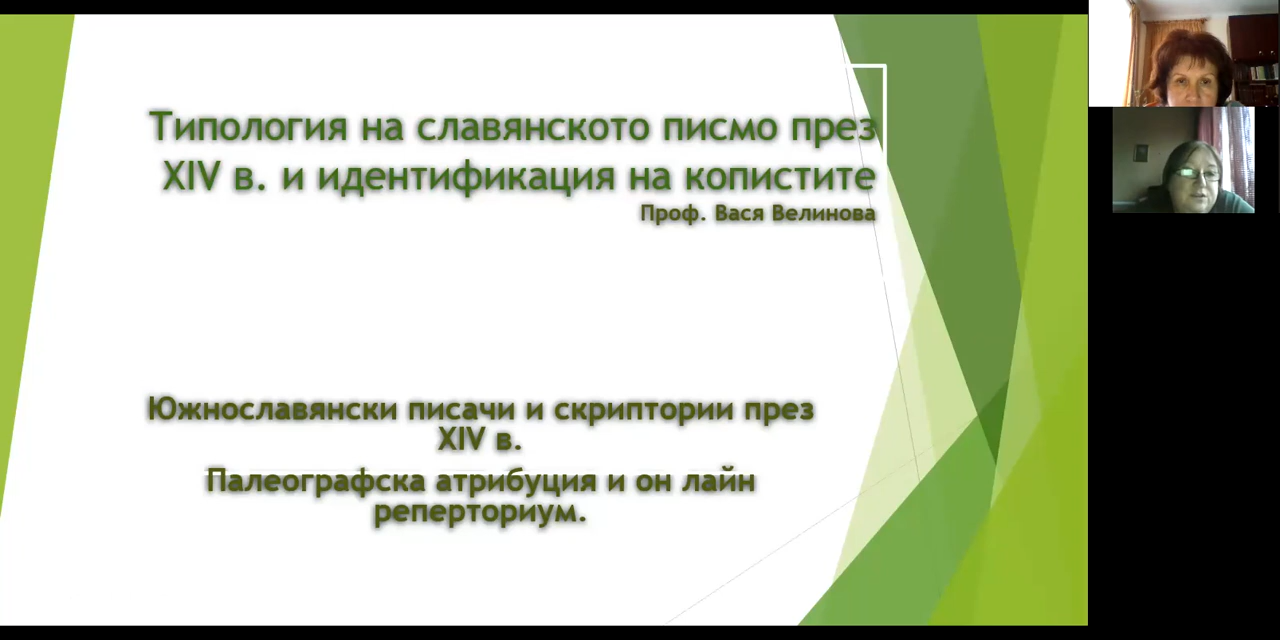 Типология на славянското писмо през
XIV в. и идентификация на копистите
Проф. Вася Велинова
Южнославянски писачи и скриптории през
XIV в.
Палеографска атрибуция и он лайн
реперториум.